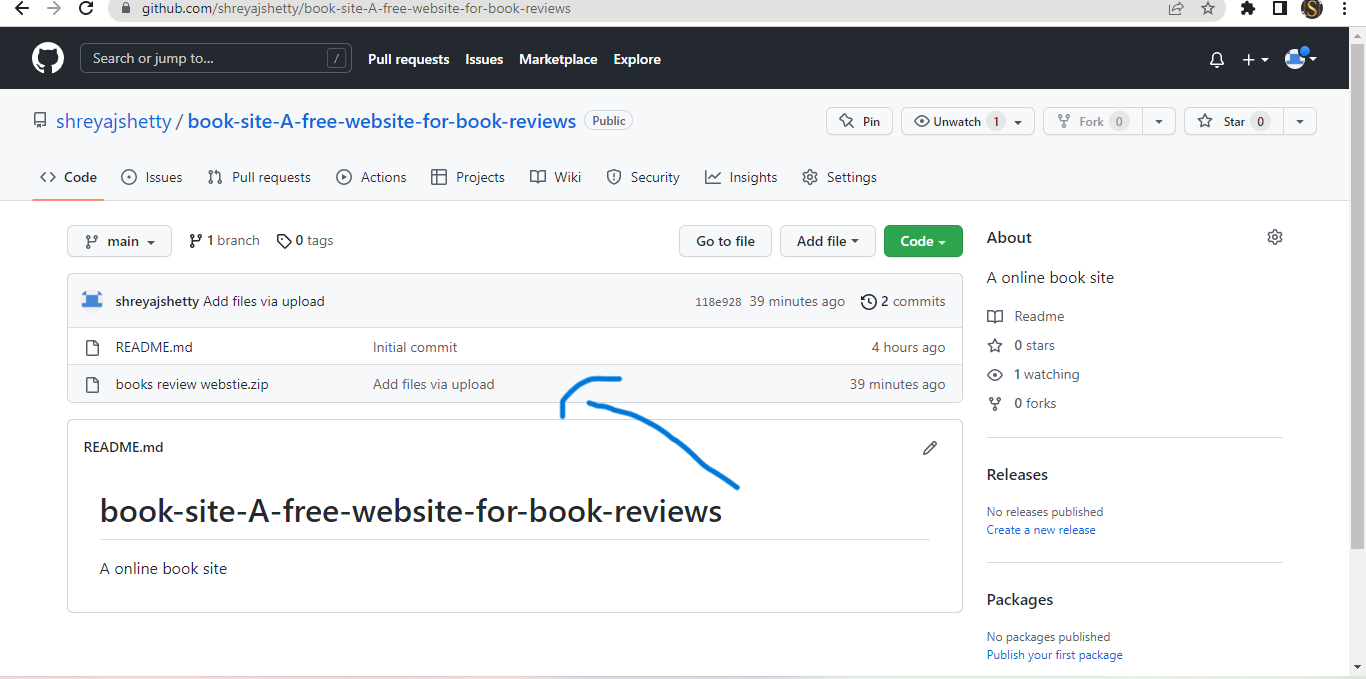 github.com/shreyajshetty/book-site-A-free-website-for-book-reviews
Search or jump to... /
Pull requests Issues Marketplace Explore
shreyajshetty / book-site-A-free-website-for-book-reviews Public
Pin Unwatch 1 Fork 0 Star 0
Code Issues Pull requests Actions Projects Wiki Security Insights Settings
main 1 branch 0 tags Go to file Add file Code
shreyajshetty Add files via upload 118e928 39 minutes ago 2 commits
README.md Initial commit 4 hours ago
books review webstie.zip Add files via upload 39 minutes ago
README.md
book-site-A-free-website-for-book-reviews
A online book site
About
A online book site
Readme
0 stars
1 watching
0 forks
Releases
No releases published
Create a new release
Packages
No packages published
Publish your first package